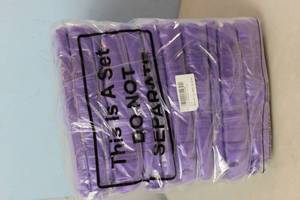 This Is A Set
DO NOT
SEPARATE